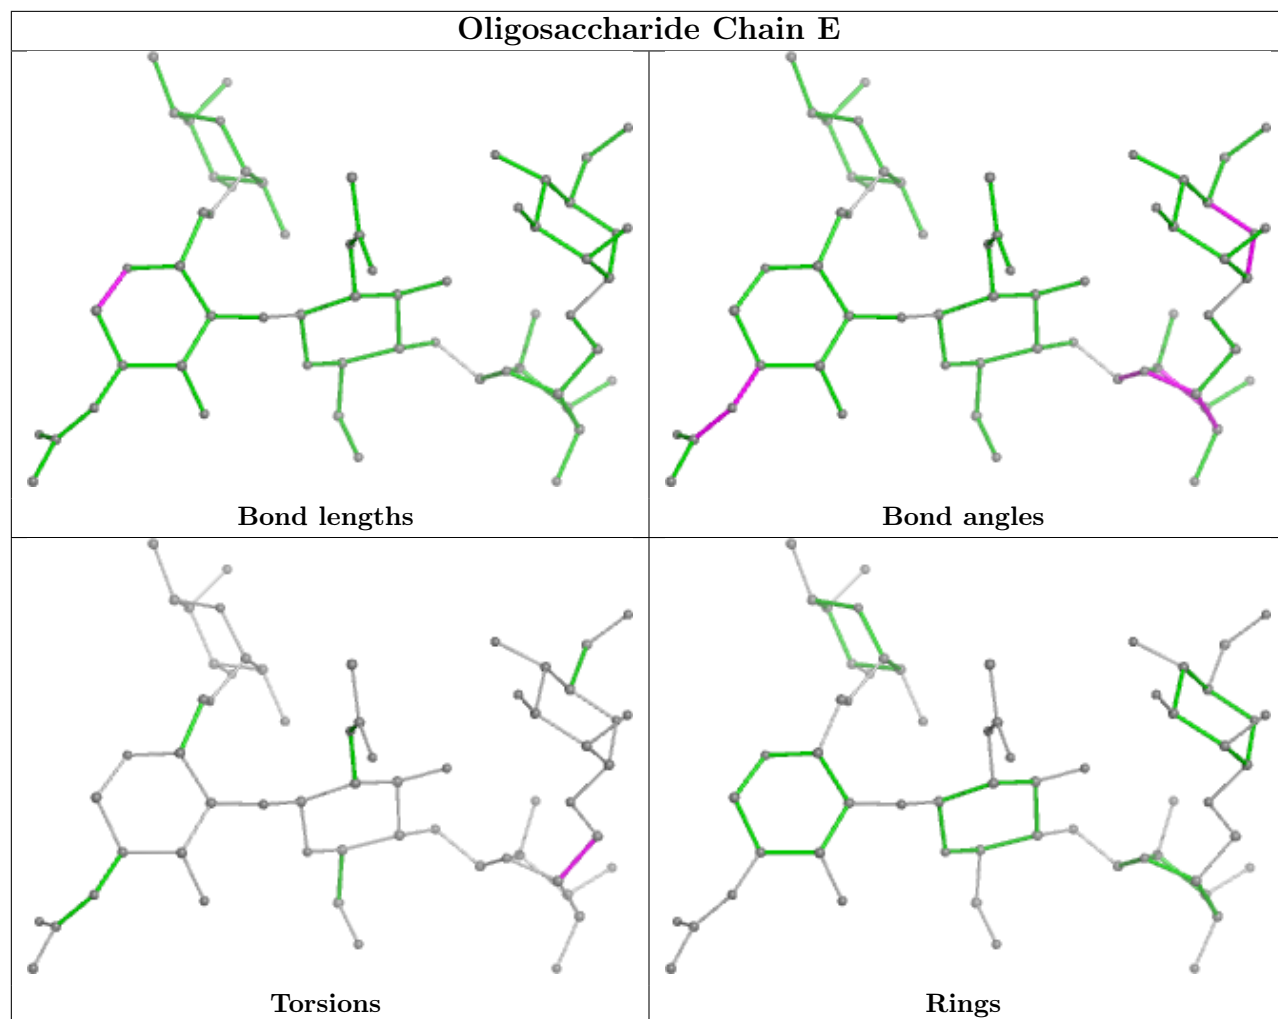 Oligosaccharide Chain E
Bond lengths
Bond angles
Torsions
Rings